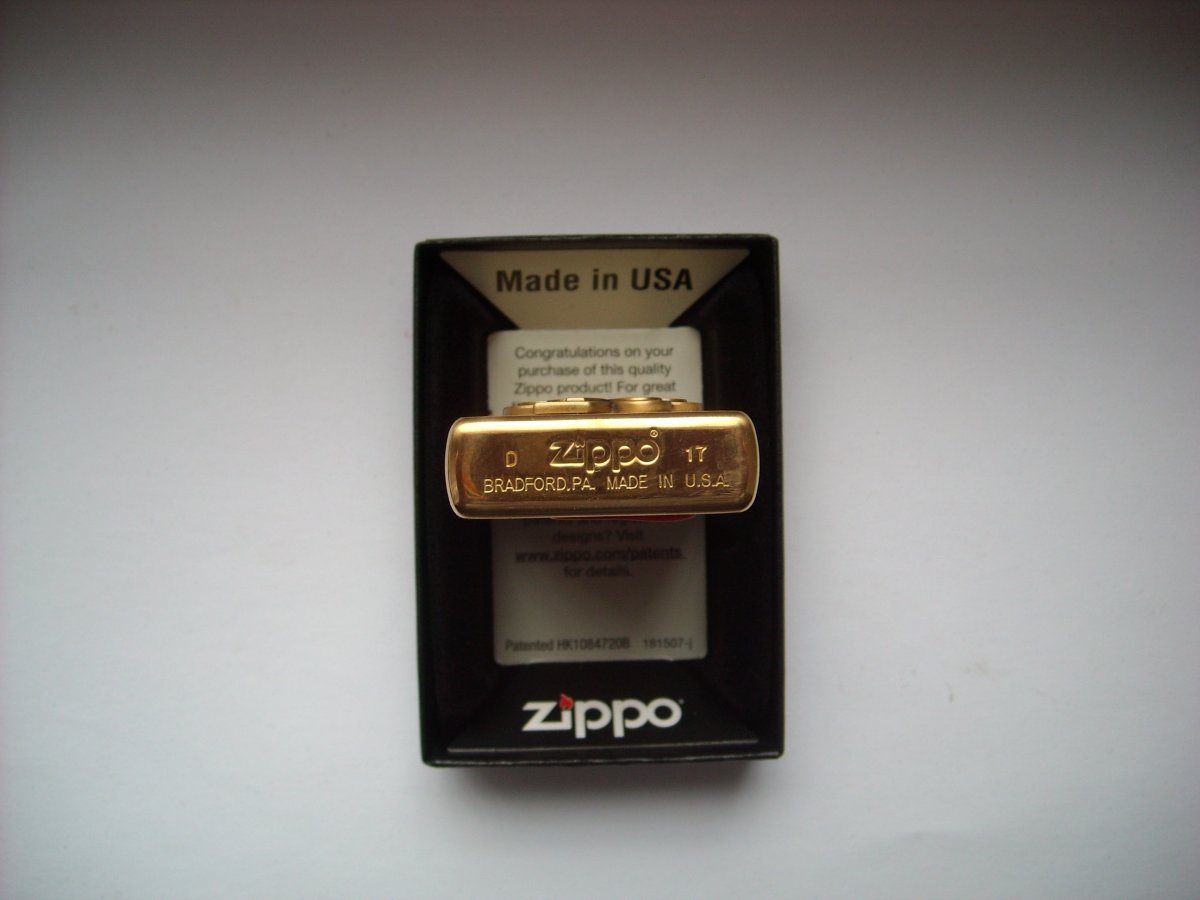 Made in USA
Congratulations on your
purchase of this quality
Zippo product! For great
D zippo® 17
BRADFORD,PA. MADE IN U.S.A.
designs? Visit
www.zippo.com/patents
for details.
Patented HK1084720B 181507-j
zippo